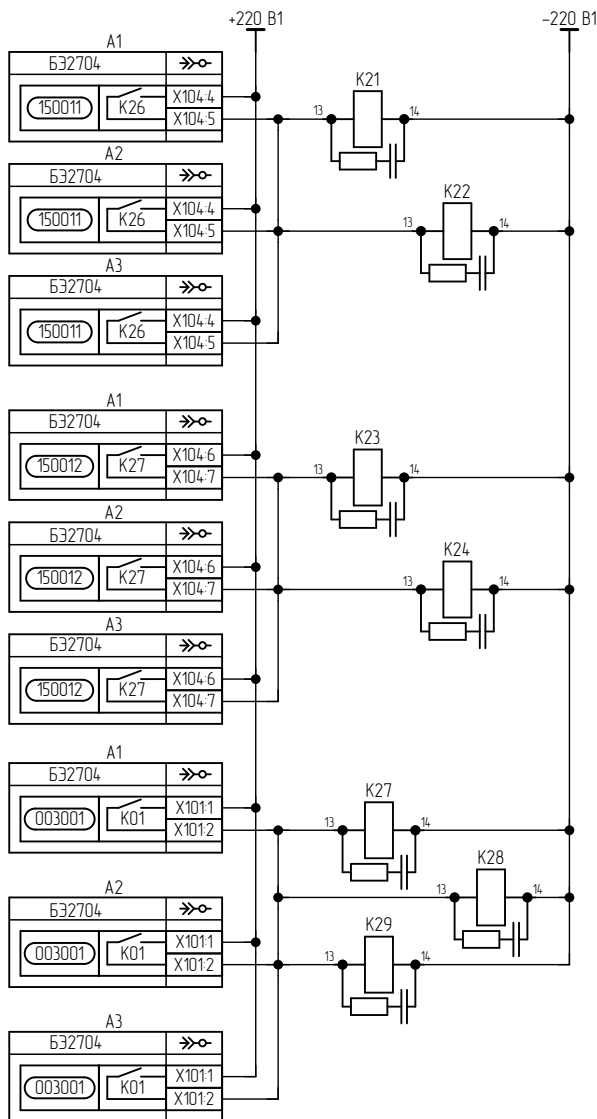 +220 В1
−220 В1
А1
БЭ2704
150011
К26
Х104:4
Х104:5
13
К21
14
А2
БЭ2704
150011
К26
Х104:4
Х104:5
13
К22
14
А3
БЭ2704
150011
К26
Х104:4
Х104:5
А1
БЭ2704
150012
К27
Х104:6
Х104:7
13
К23
14
А2
БЭ2704
150012
К27
Х104:6
Х104:7
13
К24
14
А3
БЭ2704
150012
К27
Х104:6
Х104:7
А1
БЭ2704
003001
К01
Х101:1
Х101:2
13
К27
14
13
К28
14
А2
БЭ2704
003001
К01
Х101:1
Х101:2
13
К29
14
А3
БЭ2704
003001
К01
Х101:1
Х101:2